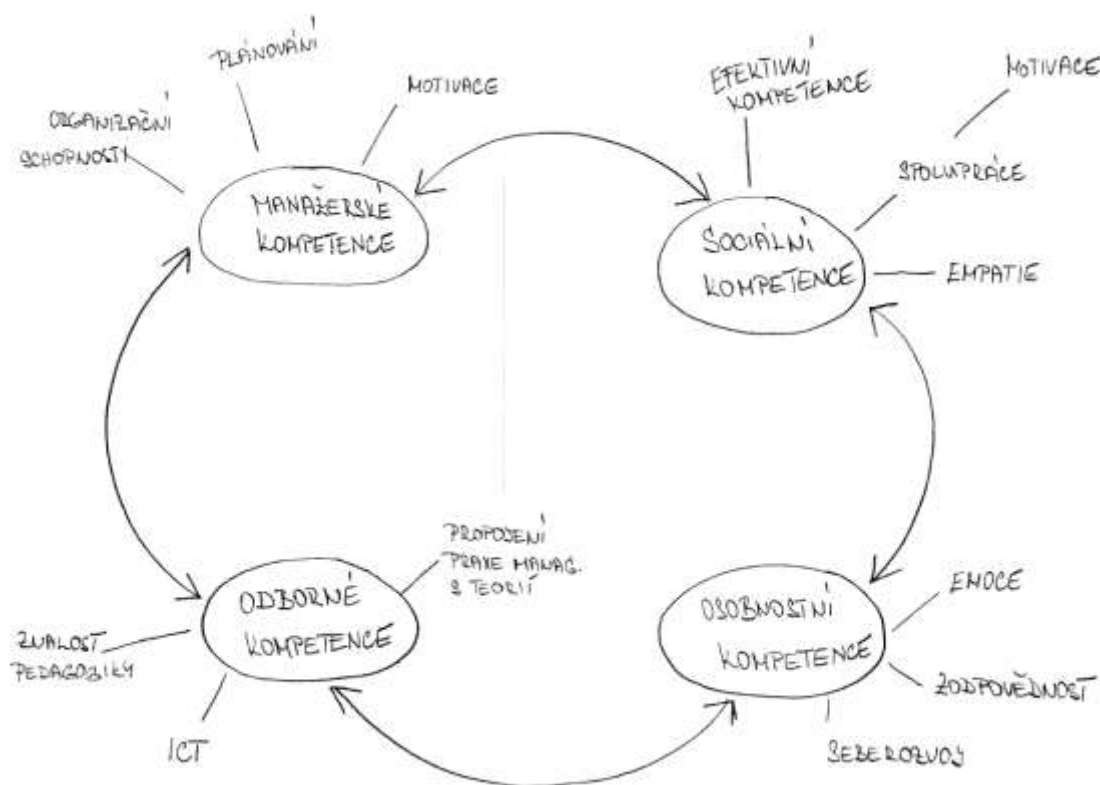 PLÁNOVÁNÍ
MOTIVACE
ORGANIZAČNÍ
SCHOPNOSTI
MANAŽERSKÉ
KOMPETENCE
EFEKTIVNÍ
KOMPETENCE
MOTIVACE
SPOLUPRÁCE
SOCIÁLNÍ
KOMPETENCE
EMPATIE
PROPOJENÍ
PRAXE MANAG.
S TEORIÍ
ODBORNÉ
KOMPETENCE
ZNALOST
PEDAGOGIKY
ICT
OSOBNOSTNÍ
KOMPETENCE
EMOCE
ZODPOVĚDNOST
SEBEROZVOJ